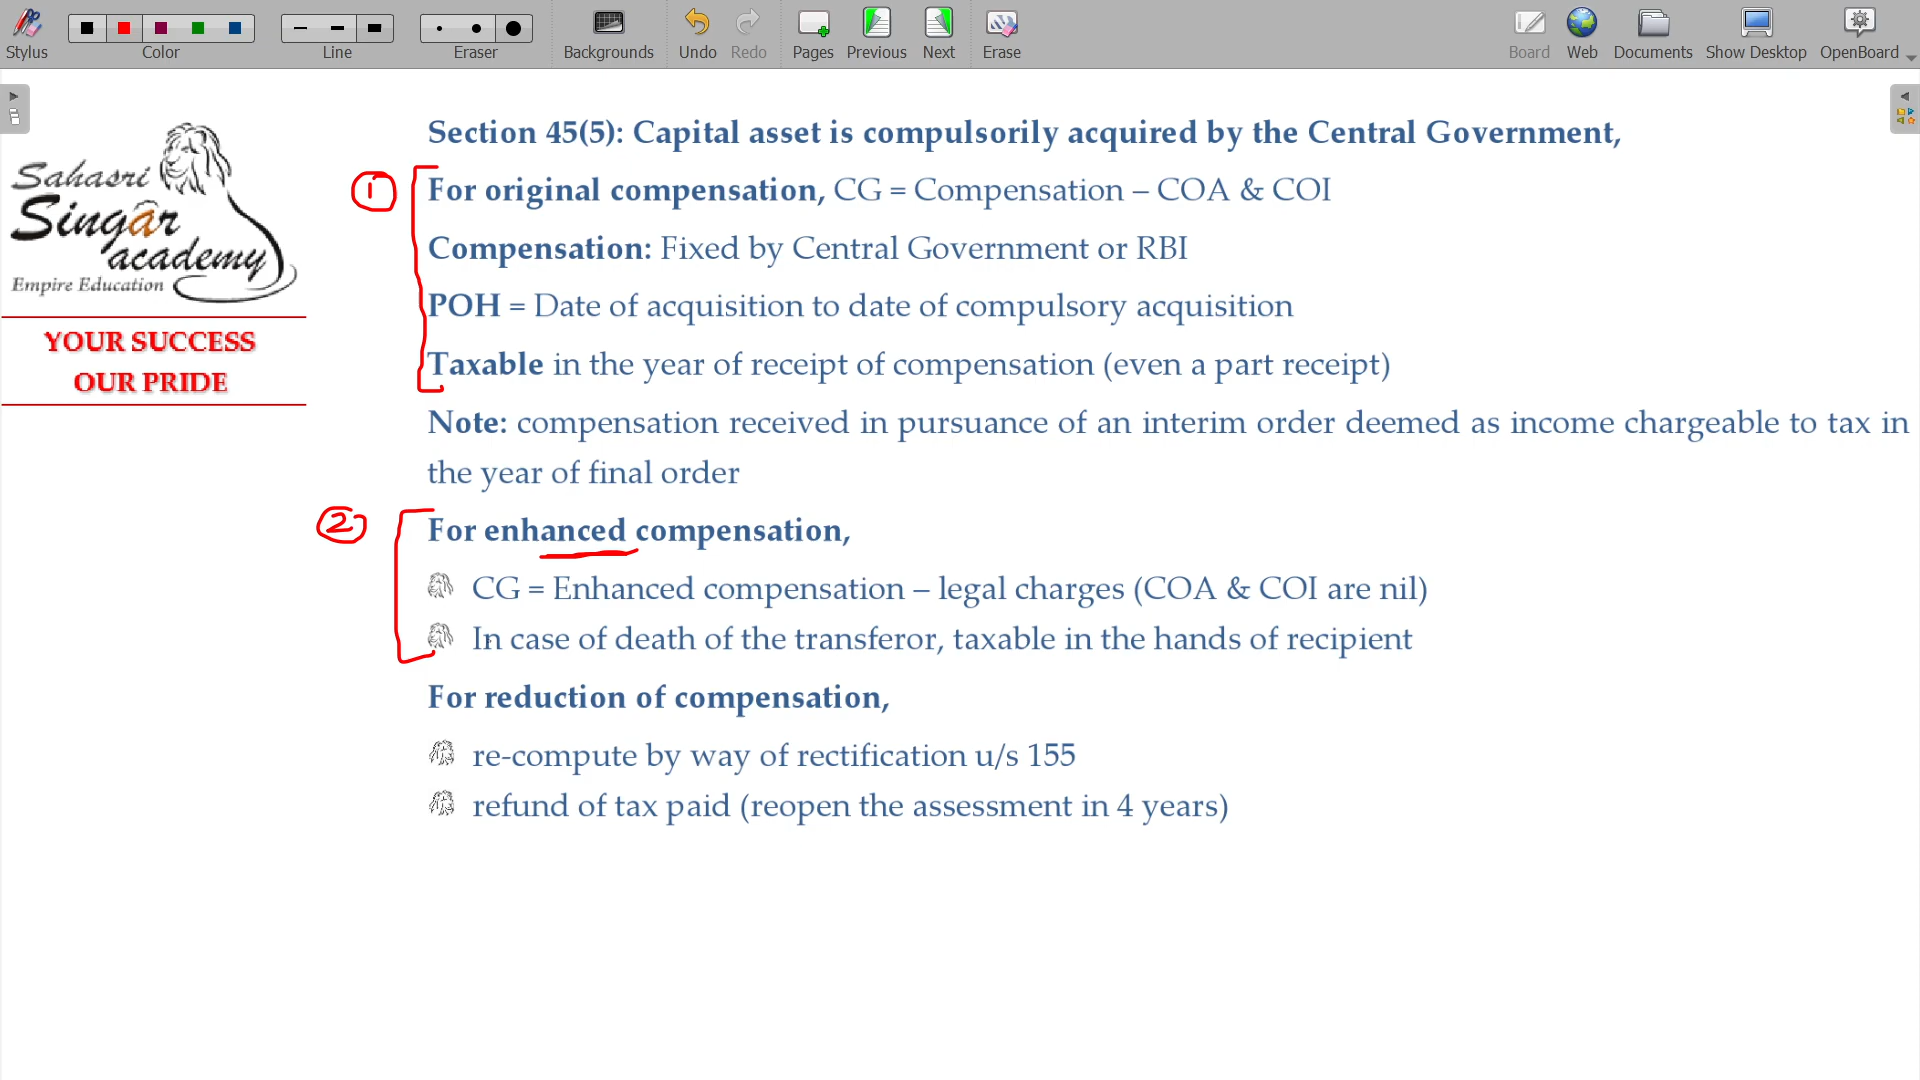 Stylus
Color
Line
Eraser
Backgrounds
Undo
Redo
Pages
Previous
Next
Erase
Board
Web
Documents
Show Desktop
OpenBoard
Sahasri
Singar
academy
Empire Education
YOUR SUCCESS
OUR PRIDE
Section 45(5): Capital asset is compulsorily acquired by the Central Government,
1
For original compensation, CG = Compensation – COA & COI
Compensation: Fixed by Central Government or RBI
POH = Date of acquisition to date of compulsory acquisition
Taxable in the year of receipt of compensation (even a part receipt)
Note: compensation received in pursuance of an interim order deemed as income chargeable to tax in
the year of final order
2
For enhanced compensation,
CG = Enhanced compensation – legal charges (COA & COI are nil)
In case of death of the transferor, taxable in the hands of recipient
For reduction of compensation,
re-compute by way of rectification u/s 155
refund of tax paid (reopen the assessment in 4 years)